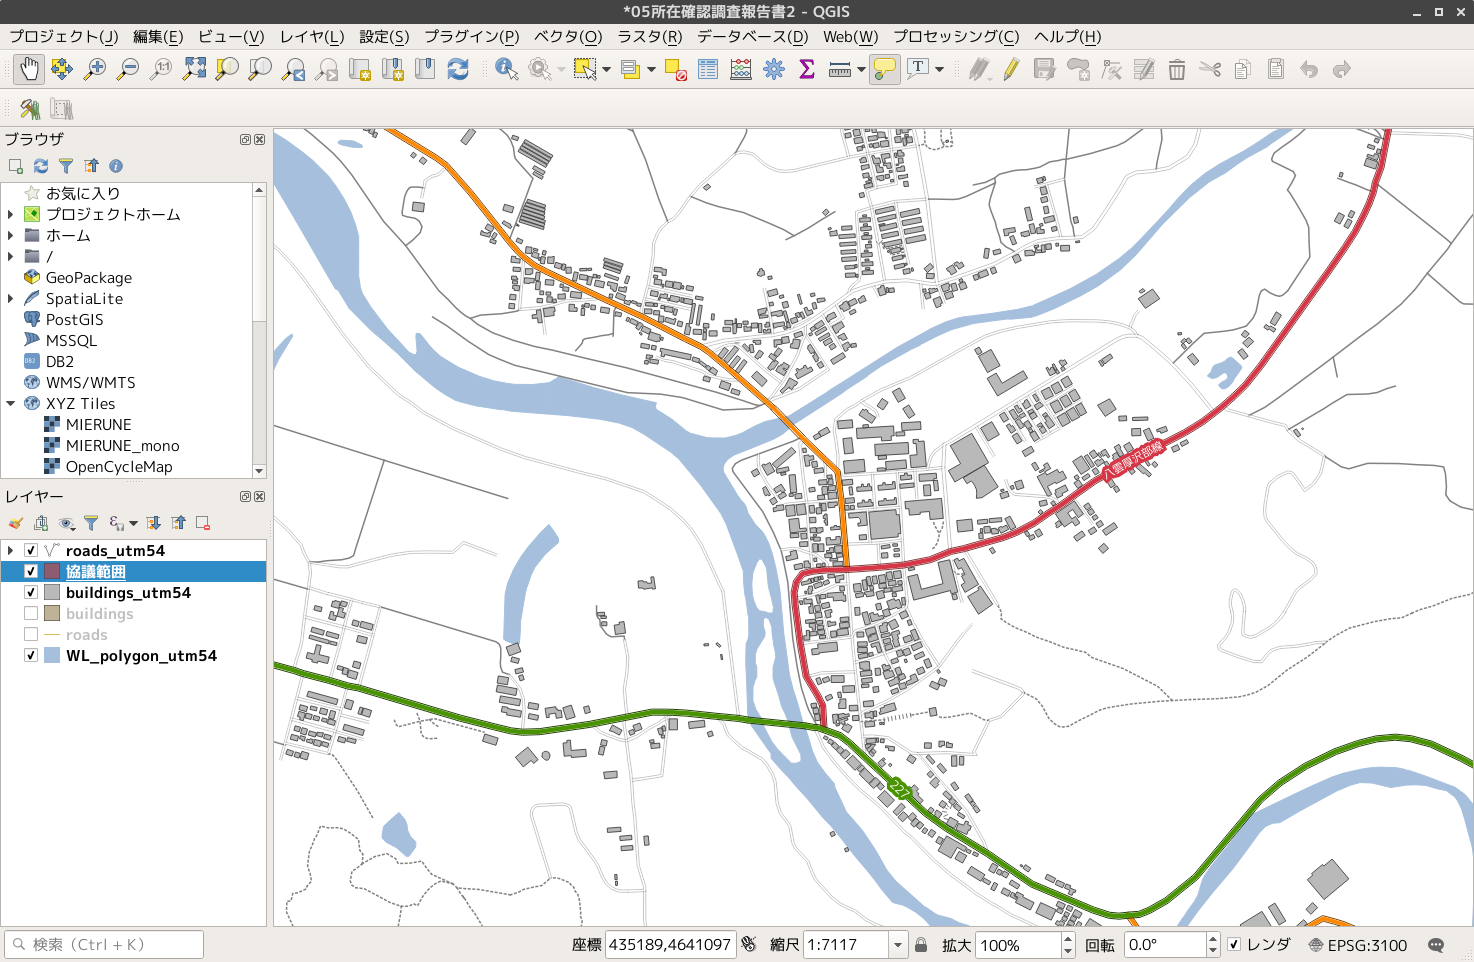 *05所在確認調査報告書2 - QGIS
プロジェクト(J) 編集(E) ビュー(V) レイヤ(L) 設定(S) プラグイン(P) ベクタ(O) ラスタ(R) データベース(D) Web(W) プロセッシング(C) ヘルプ(H)
ブラウザ
お気に入り
プロジェクトホーム
ホーム
/
GeoPackage
SpatiaLite
PostGIS
MSSQL
DB2
WMS/WMTS
XYZ Tiles
MIERUNE
MIERUNE_mono
OpenCycleMap
レイヤー
roads_utm54
協議範囲
buildings_utm54
buildings
roads
WL_polygon_utm54
八雲厚沢部線
227
検索 (Ctrl + K)
座標 435189,4641097 縮尺 1:7117 拡大 100% 回転 0.0° レンダ EPSG:3100